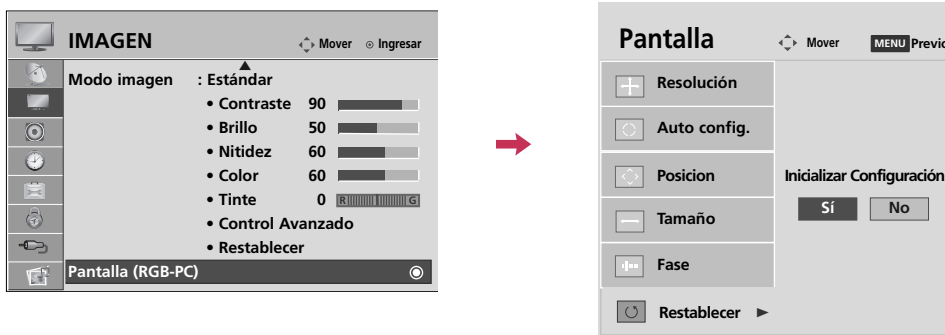 IMAGEN
Mover
Ingresar
Modo imagen : Estándar
• Contraste 90
• Brillo 50
• Nitidez 60
• Color 60
• Tinte 0 R G
• Control Avanzado
• Restablecer
Pantalla (RGB-PC)
Pantalla
Mover
MENU
Resolución
Auto config.
Posicion
Tamaño
Fase
Restablecer
Inicializar Configuración
Sí No